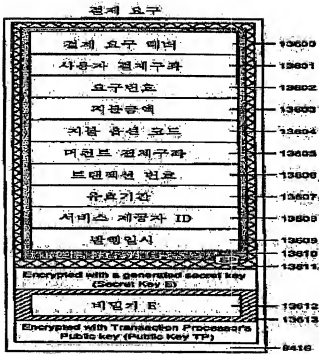 결제 요구
결제 요구 헤더 13600
사용자 결제구좌 13601
요구번호 13602
지불금액 13603
지불 옵션 코드 13604
머천트 결제구좌 13605
트랜잭션 번호 13606
유효기간 13607
서비스 제공자 ID 13608
발행일시 13609
13610
13611
Encrypted with a generated secret key
(Secret Key E)
비밀키 E 13612
13613
Encrypted with Transaction Processor's
Public key (Public Key TP)
9416